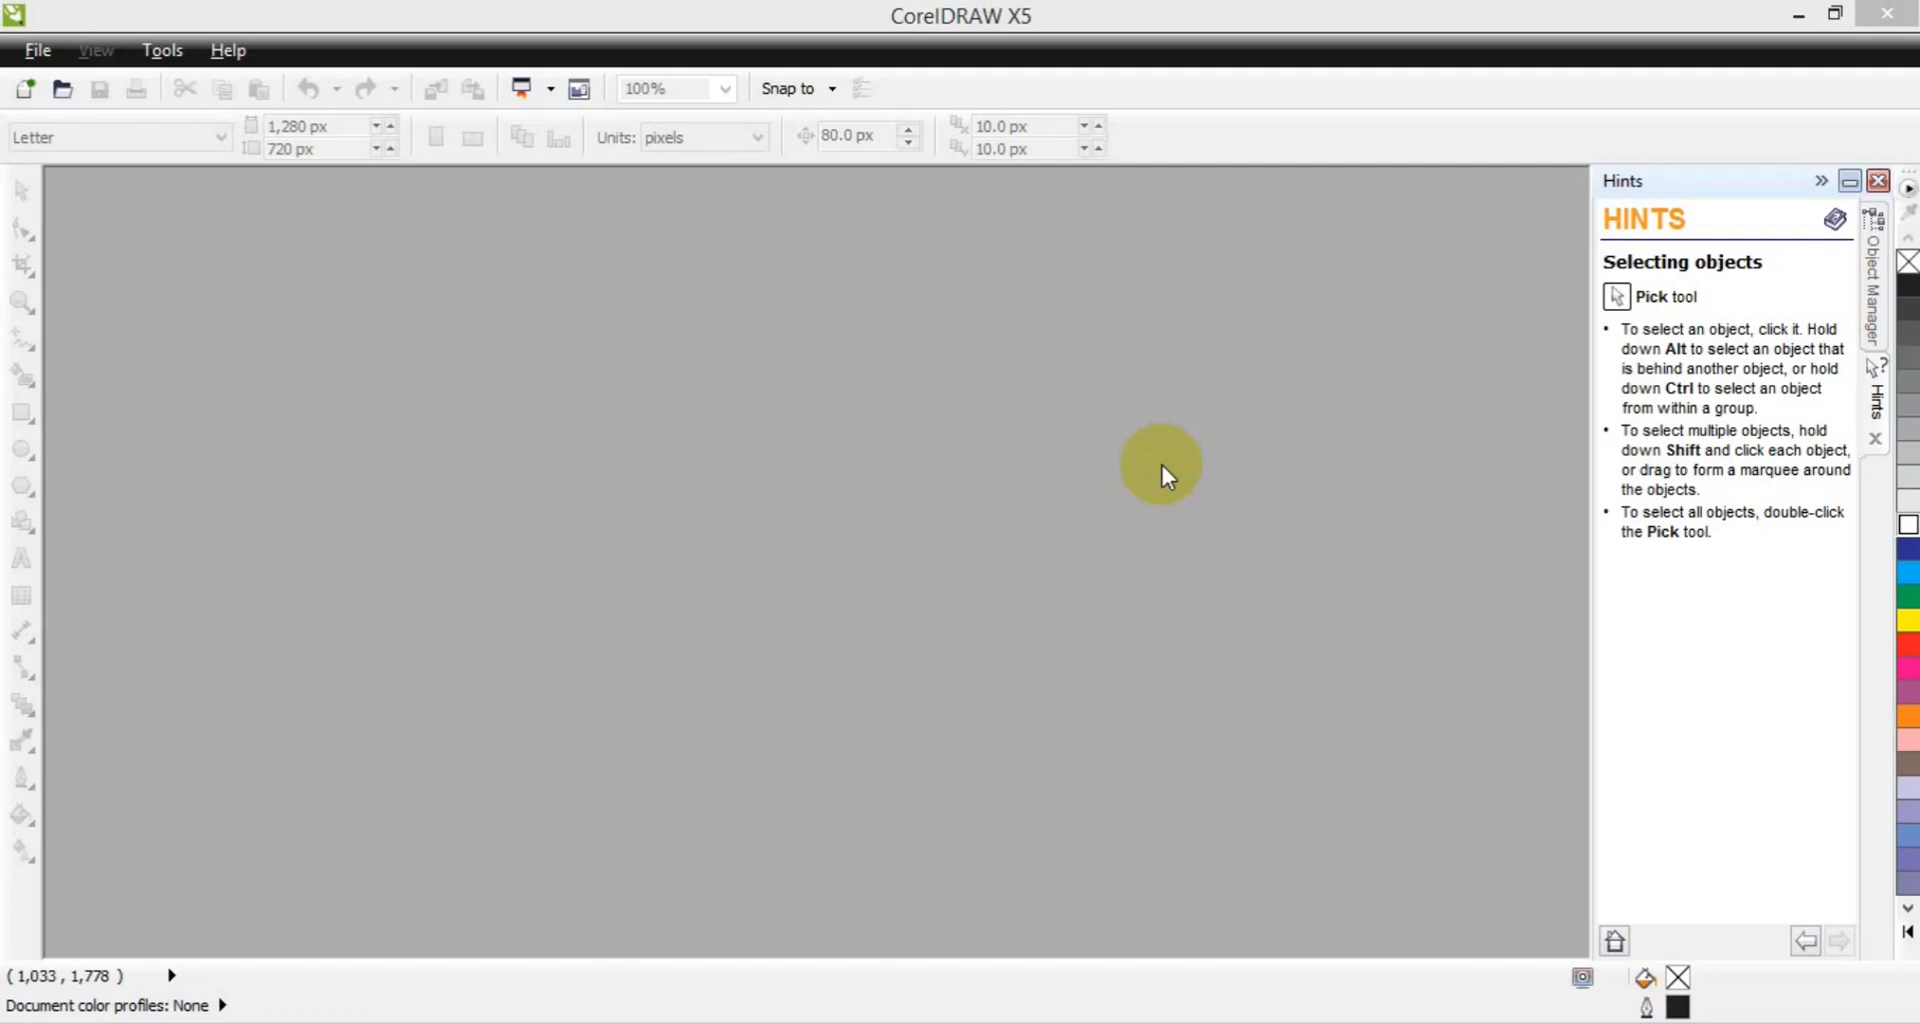 CorelDRAW X5
File View Tools Help
100% Snap to
Letter 1,280 px Units: pixels 80.0 px 10.0 px
720 px 10.0 px
Hints
HINTS
Selecting objects
Pick tool
• To select an object, click it. Hold
down Alt to select an object that
is behind another object, or hold
down Ctrl to select an object
from within a group.
• To select multiple objects, hold
down Shift and click each object,
or drag to form a marquee around
the objects.
• To select all objects, double-click
the Pick tool.
Object Manager
Hints
( 1,033 , 1,778 )
Document color profiles: None